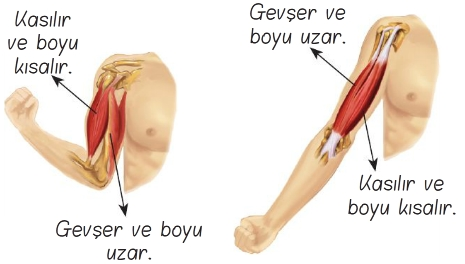 Kasılır
ve boyu
kısalır.
Gevşer ve boyu
uzar.
Gevşer ve
boyu uzar.
Kasılır ve
boyu kısalır.